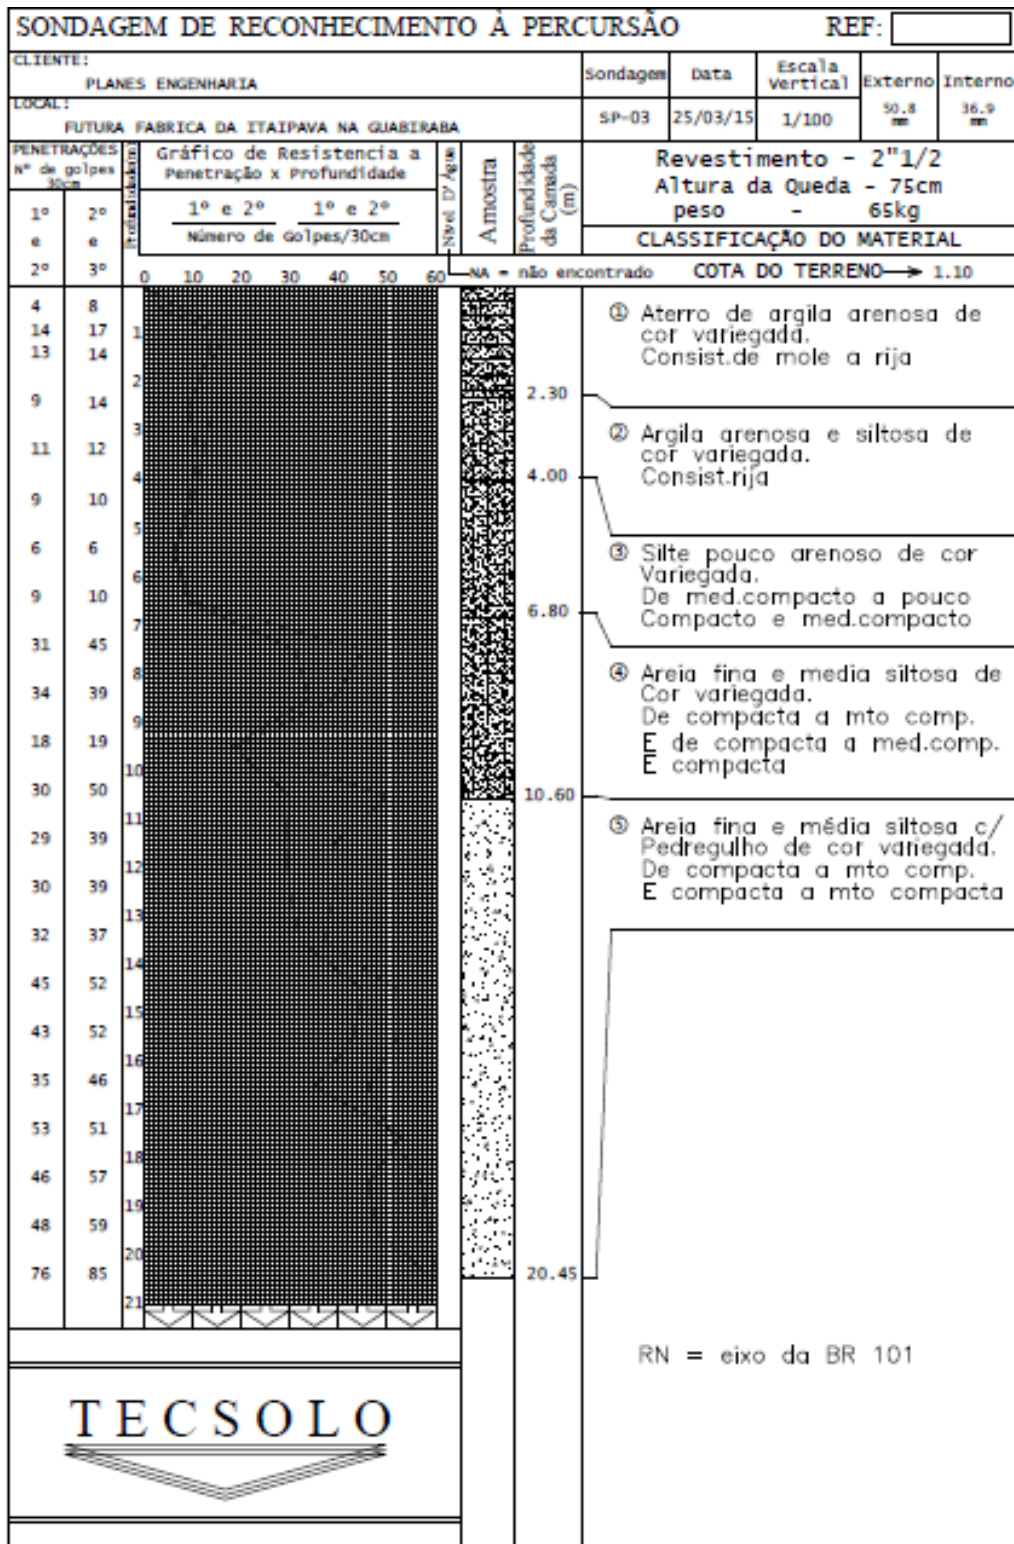 SONDAGEM DE RECONHECIMENTO À PERCURSÃO REF:
CLIENTE:
PLANES ENGENHARIA
LOCAL:
FUTURA FABRICA DA ITAIPAVA NA GUABIRABA
Sondagem Data Escala Vertical Externo Interno
SP-03 25/03/15 1/100 50.8 mm 36.9 mm
PENETRAÇÕES
Nº de golpes
30cm
1º 2º
e e
2º 3º
Profundidade(m)
Gráfico de Resistencia a
Penetração x Profundidade
1º e 2º 1º e 2º
Número de Golpes/30cm
Nível D' Água
Amostra
Profundidade
da Camada
(m)
Revestimento - 2"1/2
Altura da Queda - 75cm
peso - 65kg
CLASSIFICAÇÃO DO MATERIAL
0 10 20 30 40 50 60
NA = não encontrado COTA DO TERRENO 1.10
4 8
14 17 1
13 14
2
9 14
3
11 12
4
9 10
5
6 6
6
9 10
7
31 45
8
34 39
9
18 19
10
30 50
11
29 39
12
30 39
13
32 37
14
45 52
15
43 52
16
35 46
17
53 51
18
46 57
19
48 59
20
76 85
21
2.30
4.00
6.80
10.60
20.45
① Aterro de argila arenosa de
cor variegada.
Consist.de mole a rija
② Argila arenosa e siltosa de
cor variegada.
Consist.rija
③ Silte pouco arenoso de cor
Variegada.
De med.compacto a pouco
Compacto e med.compacto
④ Areia fina e media siltosa de
Cor variegada.
De compacta a mto comp.
E de compacta a med.comp.
E compacta
⑤ Areia fina e média siltosa c/
Pedregulho de cor variegada.
De compacta a mto comp.
E compacta a mto compacta
RN = eixo da BR 101
TECSOLO